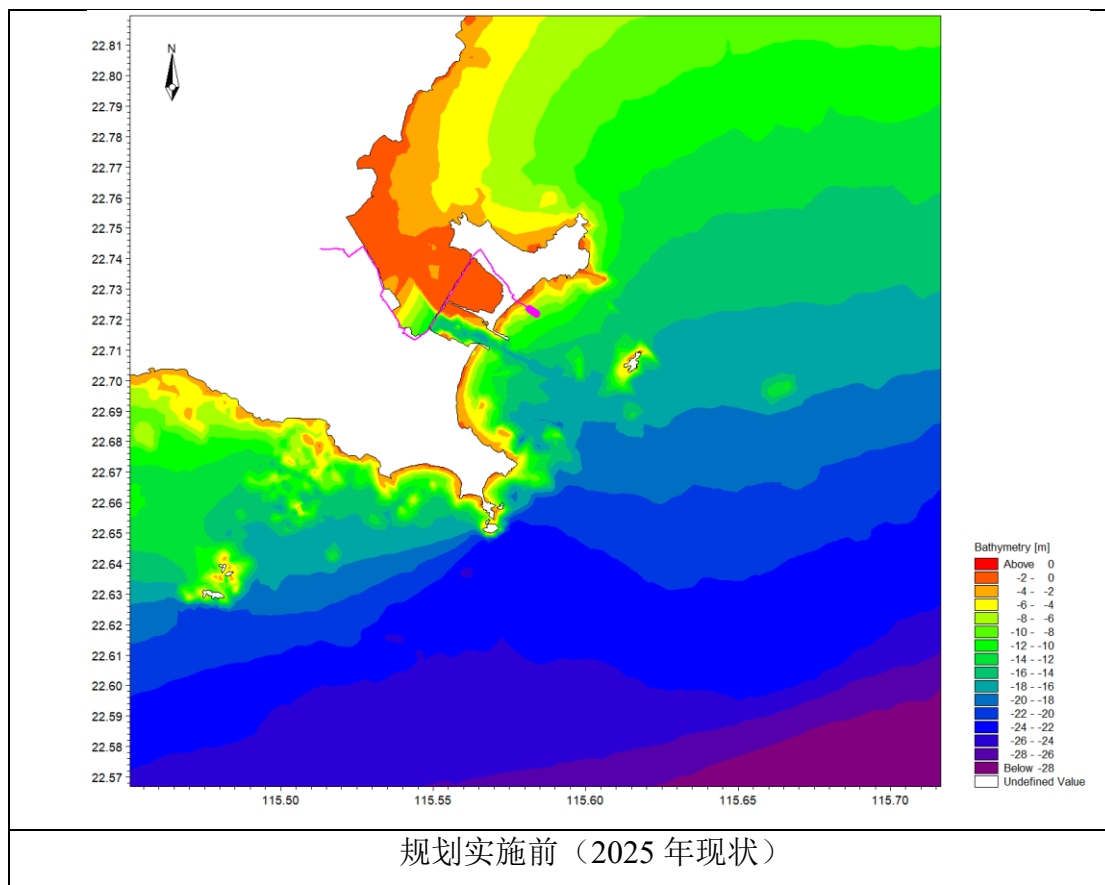 22.81
N
22.80
22.79
22.78
22.77
22.76
22.75
22.74
22.73
22.72
22.71
22.70
22.69
22.68
22.67
22.66
22.65
22.64
22.63
22.62
22.61
22.60
22.59
22.58
22.57
115.50 115.55 115.60 115.65 115.70
Bathymetry [m]
Above 0
-2 - 0
-4 - -2
-6 - -4
-8 - -6
-10 - -8
-12 - -10
-14 - -12
-16 - -14
-18 - -16
-20 - -18
-22 - -20
-24 - -22
-26 - -24
-28 - -26
Below -28
Undefined Value
规划实施前（2025 年现状）